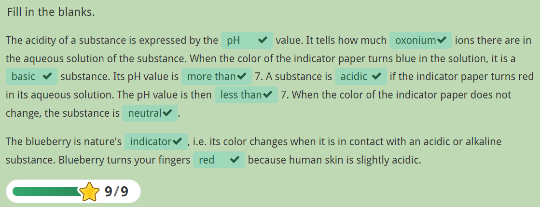 Fill in the blanks.
The acidity of a substance is expressed by the pH ✔ value. It tells how much oxonium ✔ ions there are in
the aqueous solution of the substance. When the color of the indicator paper turns blue in the solution, it is a
basic ✔ substance. Its pH value is more than ✔ 7. A substance is acidic ✔ if the indicator paper turns red
in its aqueous solution. The pH value is then less than ✔ 7. When the color of the indicator paper does not
change, the substance is neutral ✔.
The blueberry is nature's indicator ✔, i.e. its color changes when it is in contact with an acidic or alkaline
substance. Blueberry turns your fingers red ✔ because human skin is slightly acidic.
9/9